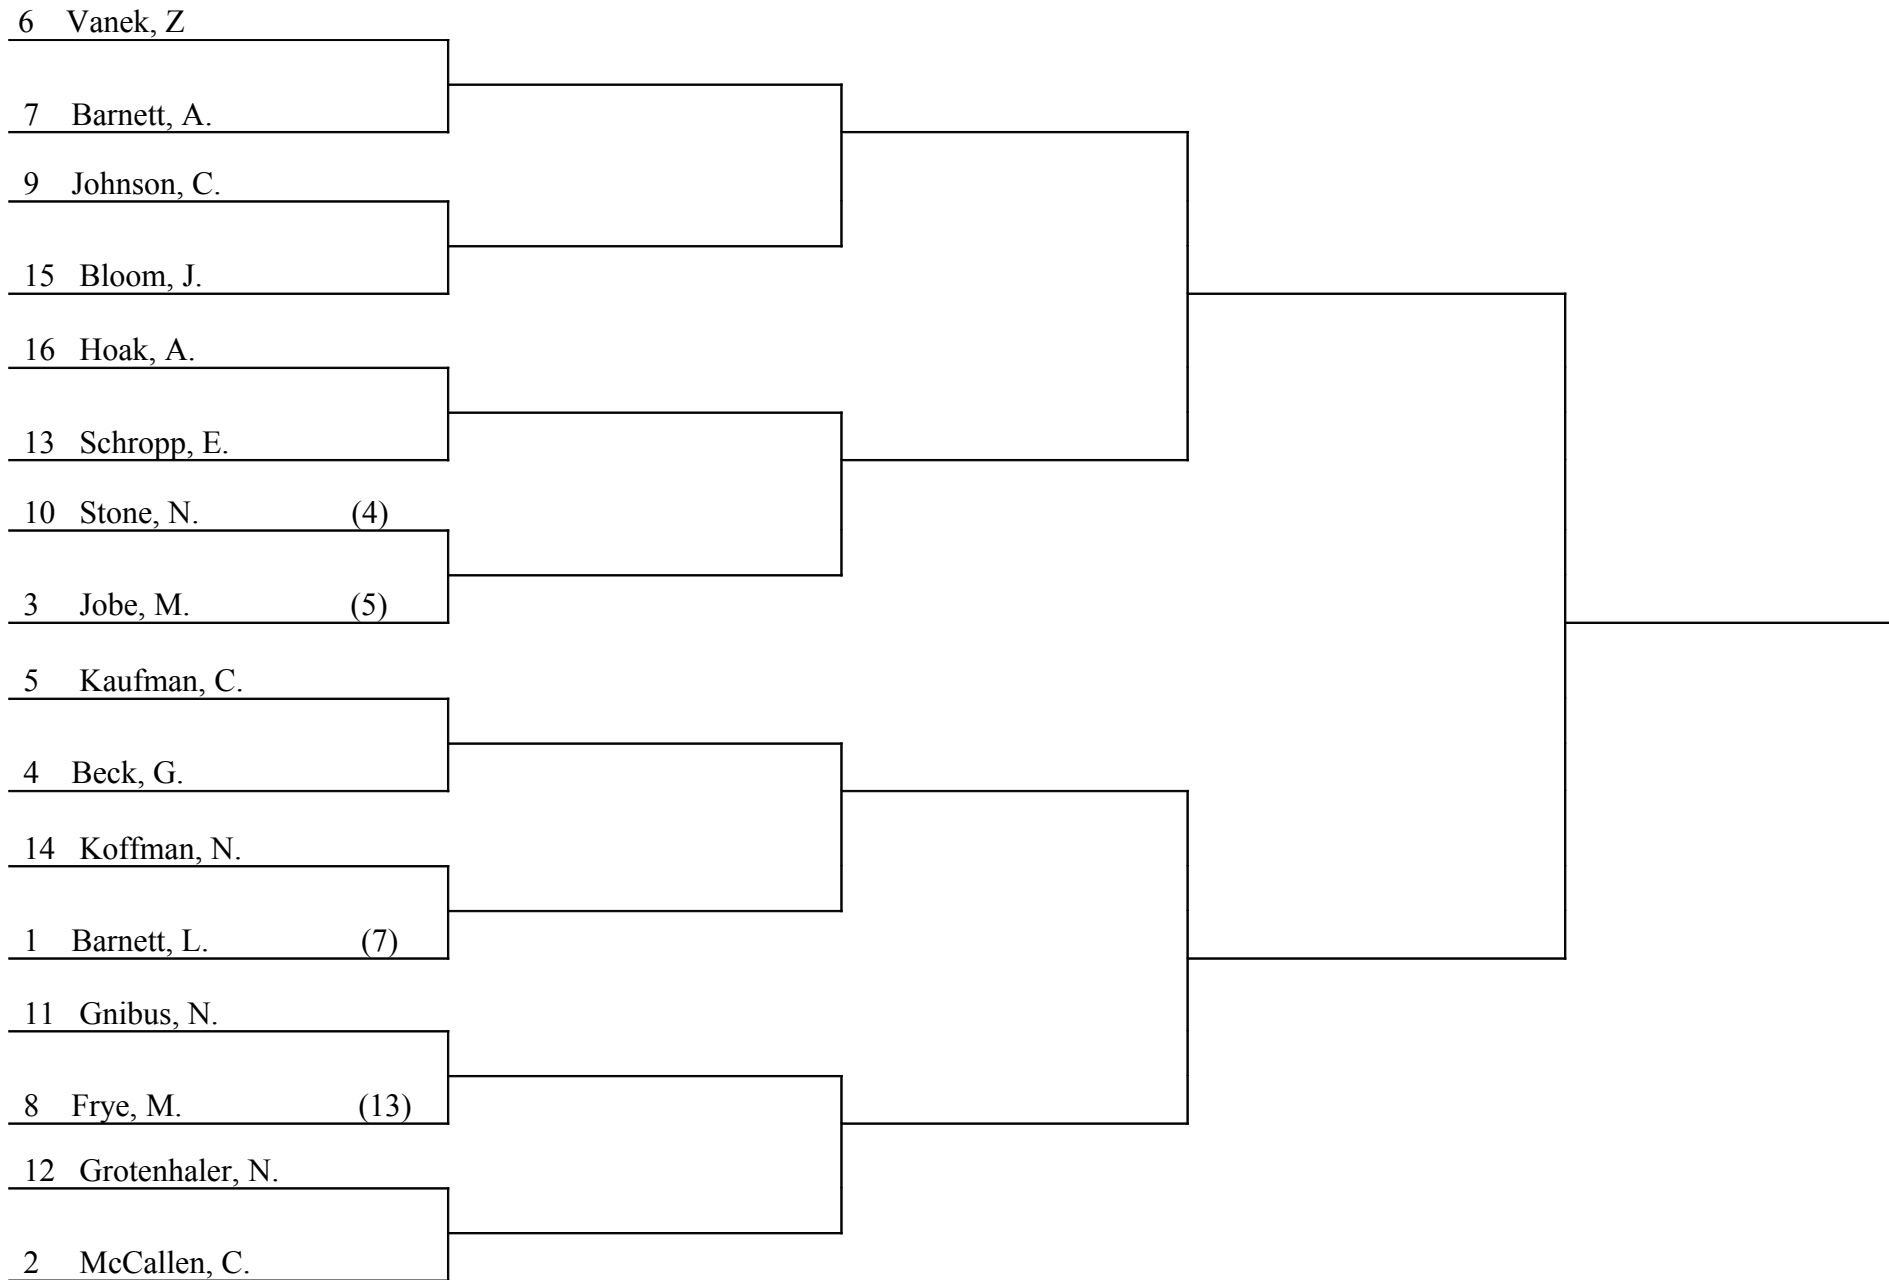 6 Vanek, Z
7 Barnett, A.
9 Johnson, C.
15 Bloom, J.
16 Hoak, A.
13 Schropp, E.
10 Stone, N. (4)
3 Jobe, M. (5)
5 Kaufman, C.
4 Beck, G.
14 Koffman, N.
1 Barnett, L. (7)
11 Gnibus, N.
8 Frye, M. (13)
12 Grotenhaler, N.
2 McCallen, C.